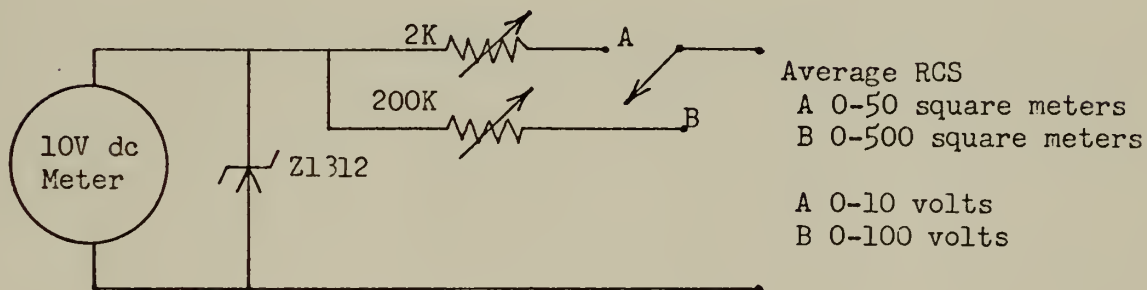 2K
A
Average RCS
A 0-50 square meters
200K
B
B 0-500 square meters
10V dc
Meter
Z1312
A 0-10 volts
B 0-100 volts